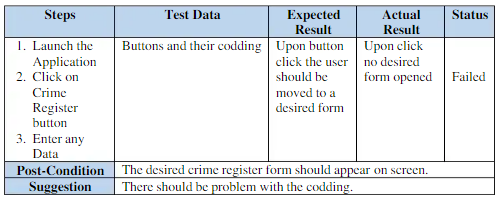 Steps Test Data Expected Result Actual Result Status
1. Launch the Application
2. Click on Crime Register button
3. Enter any Data
Buttons and their codding
Upon button click the user should be moved to a desired form
Upon click no desired form opened
Failed
Post-Condition The desired crime register form should appear on screen.
Suggestion There should be problem with the codding.